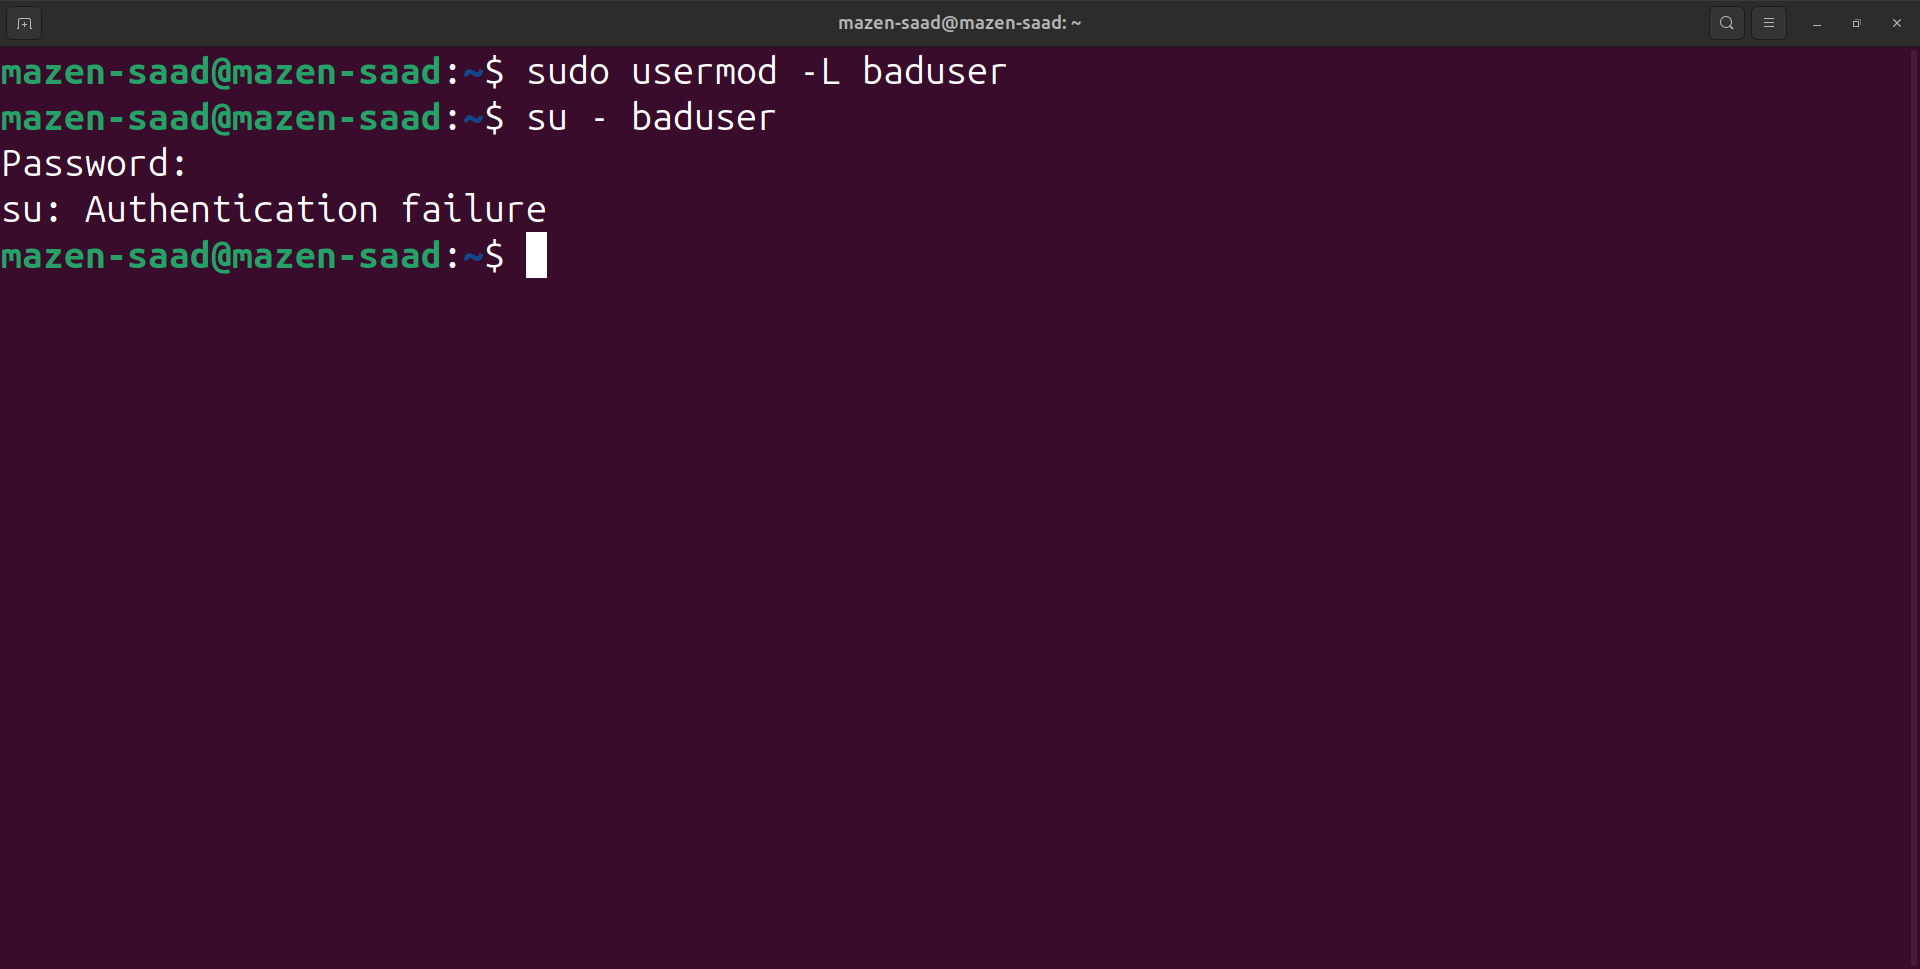 mazen-saad@mazen-saad: ~
mazen-saad@mazen-saad:~$ sudo usermod -L baduser
mazen-saad@mazen-saad:~$ su - baduser
Password:
su: Authentication failure
mazen-saad@mazen-saad:~$